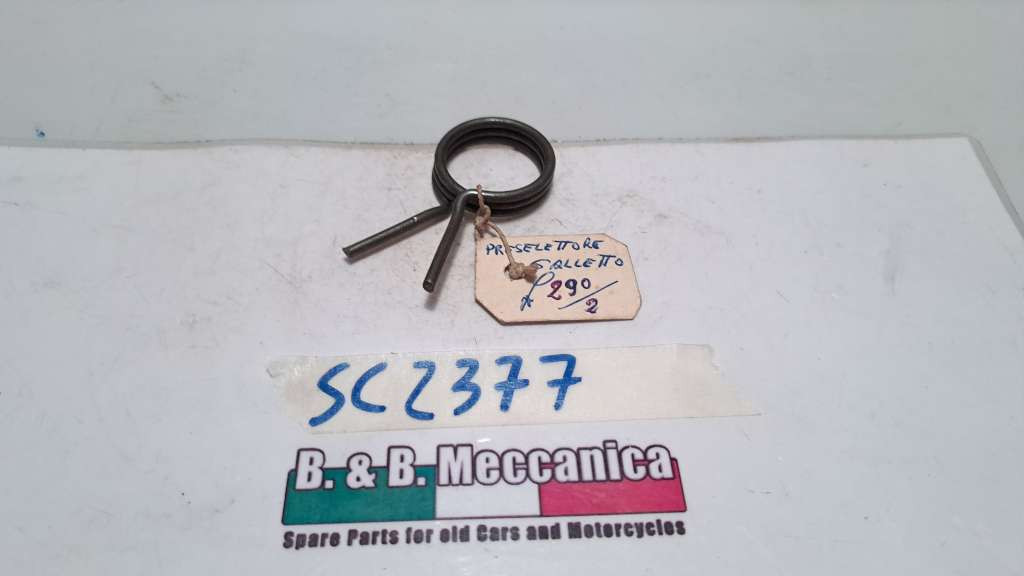 PRESELETTORE
GALLETTO
290/2
SC2377
B. & B. Meccanica
Spare Parts for old Cars and Motorcycles